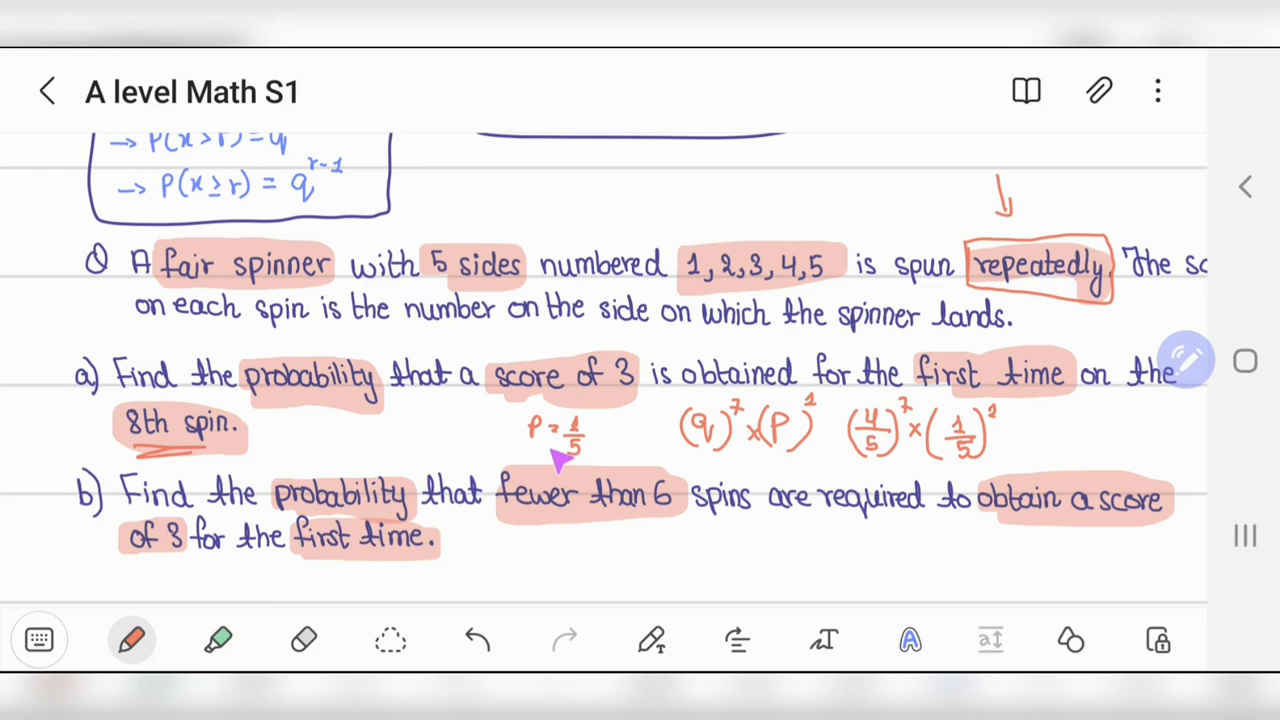 A level Math S1
→ P(x > r) = q
→ P(x ≥ r) = q^(r-1)
Q A fair spinner with 5 sides numbered 1,2,3,4,5 is spun repeatedly. The sc
on each spin is the number on the side on which the spinner lands.
a) Find the probability that a score of 3 is obtained for the first time on the
8th spin.
P = 1/5 (q)^7 × (P)^1 (4/5)^7 × (1/5)^1
b) Find the probability that fewer than 6 spins are required to obtain a score
of 3 for the first time.